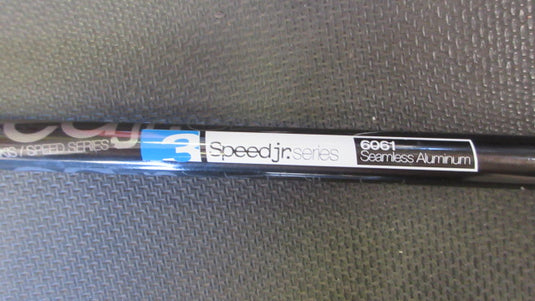 / SPEED SERIES
3
Speed jr. series
6061
Seamless Aluminum